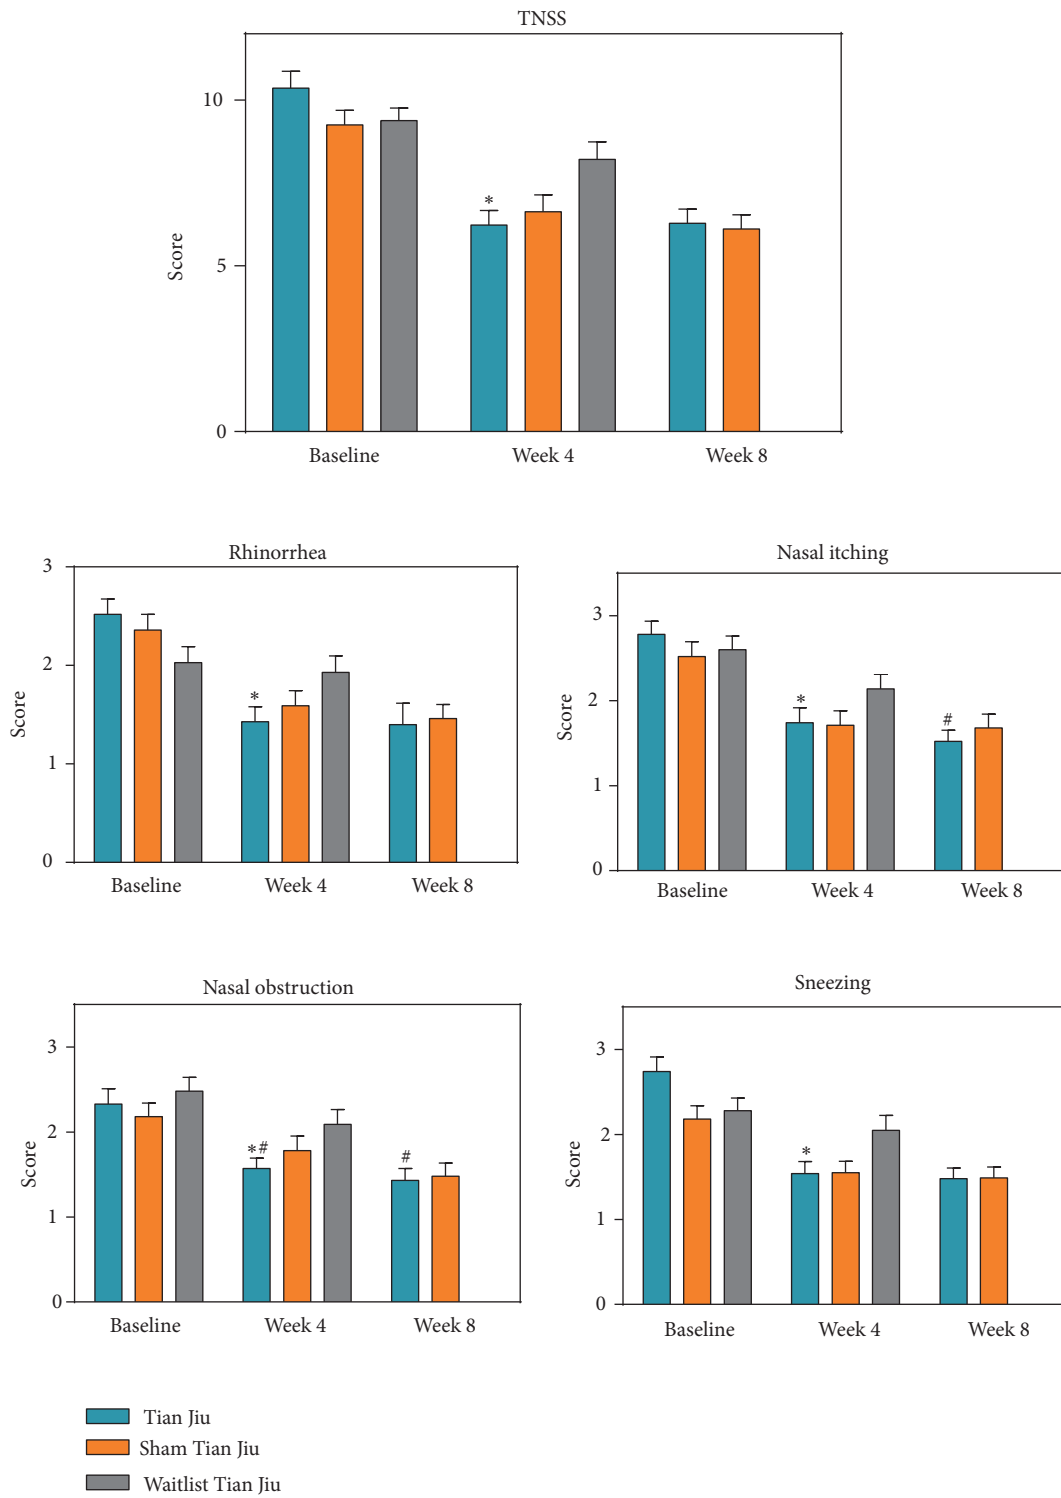 TNSS
10
5
0
Score
*
Baseline
Week 4
Week 8
Rhinorrhea
3
2
1
0
Score
*
Baseline
Week 4
Week 8
Nasal itching
3
2
1
0
Score
*
#
Baseline
Week 4
Week 8
Nasal obstruction
3
2
1
0
Score
*#
#
Baseline
Week 4
Week 8
Sneezing
3
2
1
0
Score
*
Baseline
Week 4
Week 8
Tian Jiu
Sham Tian Jiu
Waitlist Tian Jiu